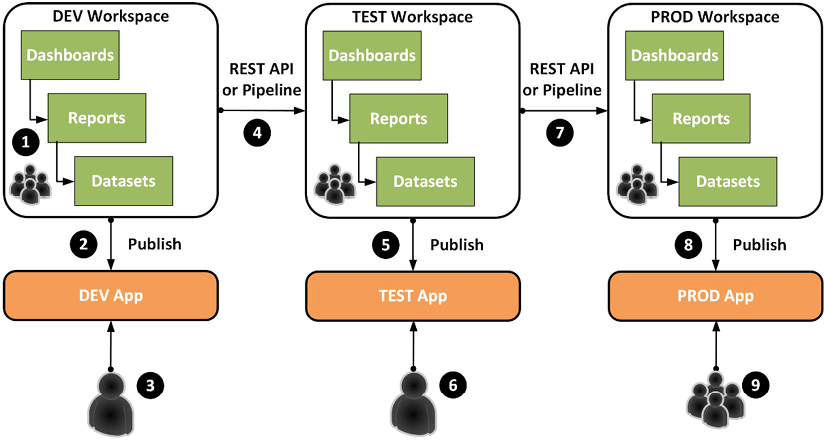 DEV Workspace
Dashboards
Reports
1
Datasets
REST API
or Pipeline
4
TEST Workspace
Dashboards
Reports
Datasets
REST API
or Pipeline
7
PROD Workspace
Dashboards
Reports
Datasets
2
Publish
5
Publish
8
Publish
DEV App
TEST App
PROD App
3
6
9